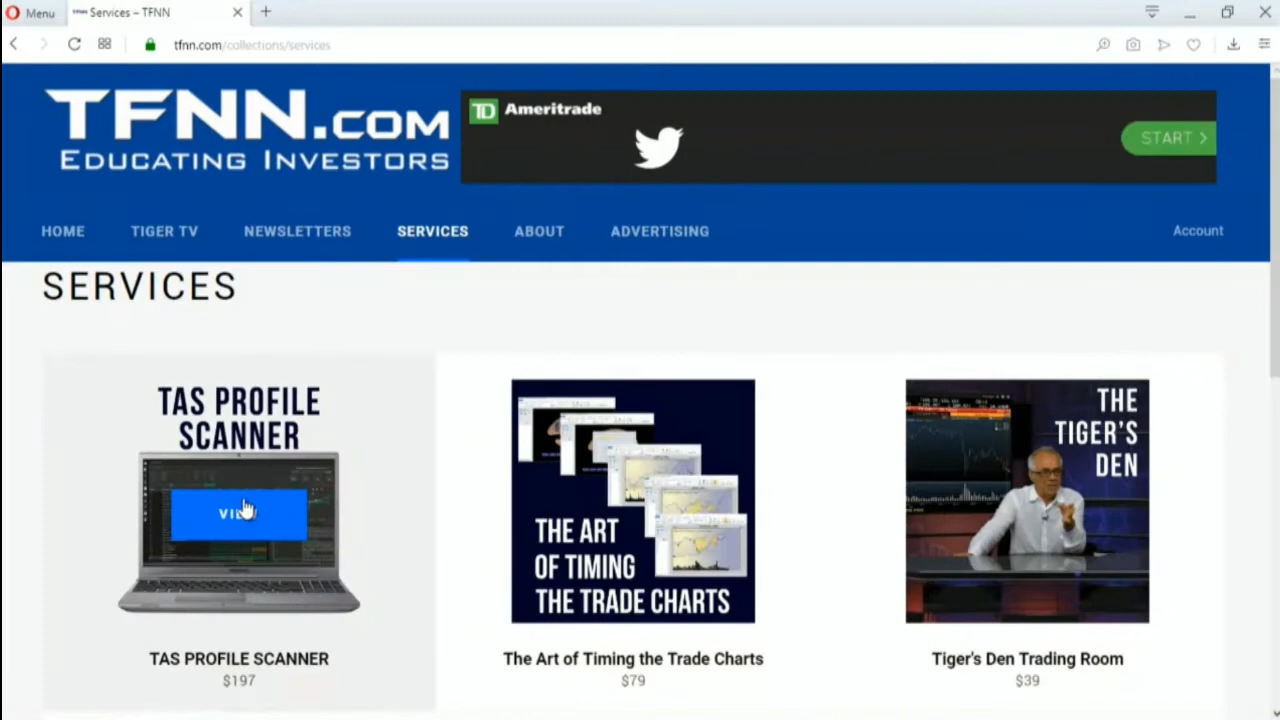 Menu
Services – TFNN
tfnn.com/collections/services
TFNN.COM
EDUCATING INVESTORS
TD Ameritrade
START >
HOME TIGER TV NEWSLETTERS SERVICES ABOUT ADVERTISING Account
SERVICES
TAS PROFILE
SCANNER
THE ART
OF TIMING
THE TRADE CHARTS
THE
TIGER'S
DEN
TAS PROFILE SCANNER
$197
The Art of Timing the Trade Charts
$79
Tiger's Den Trading Room
$39